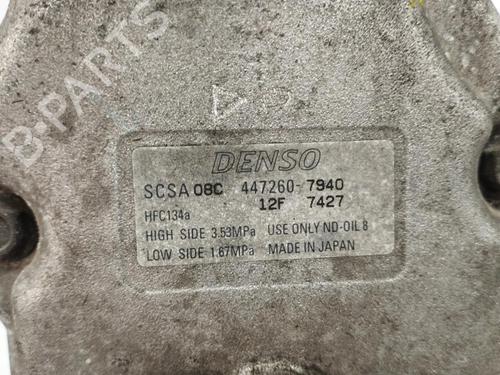 B-PARTS
DENSO
SCSA 08C 447260-7940
12F 7427
HFC134a
HIGH SIDE 3.53MPa USE ONLY ND-OIL 8
LOW SIDE 1.67MPa MADE IN JAPAN